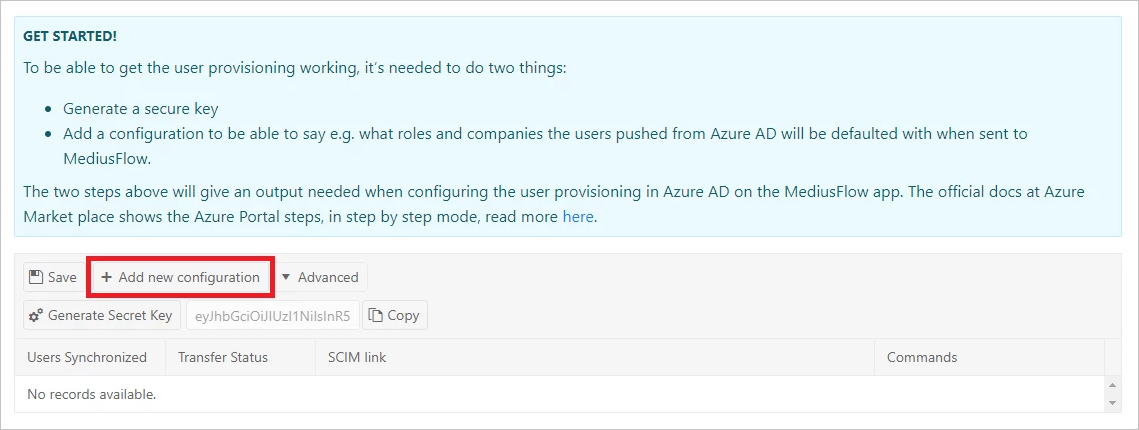 GET STARTED!
To be able to get the user provisioning working, it's needed to do two things:
Generate a secure key
Add a configuration to be able to say e.g. what roles and companies the users pushed from Azure AD will be defaulted with when sent to
MediusFlow.
The two steps above will give an output needed when configuring the user provisioning in Azure AD on the MediusFlow app. The official docs at Azure
Market place shows the Azure Portal steps, in step by step mode, read more here.
Save + Add new configuration Advanced
Generate Secret Key eyJhbGciOiJIUzI1NiIsInR5 Copy
Users Synchronized Transfer Status SCIM link Commands
No records available.